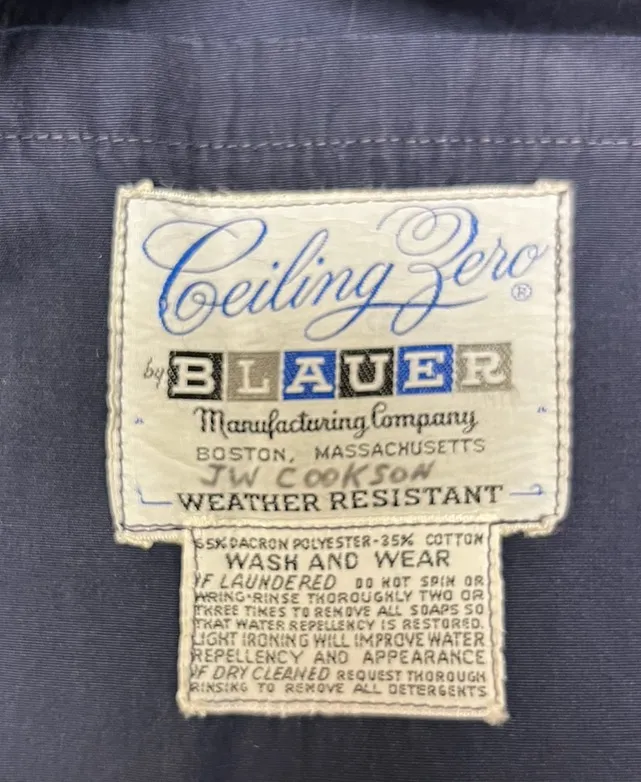 Ceiling Zero ®
by BLAUER
Manufacturing Company
BOSTON, MASSACHUSETTS
JW COOKSON
WEATHER RESISTANT
65% DACRON POLYESTER-35% COTTON
WASH AND WEAR
IF LAUNDERED DO NOT SPIN OR
WRING-RINSE THOROUGHLY TWO OR
THREE TIMES TO REMOVE ALL SOAPS SO
THAT WATER REPELLENCY IS RESTORED.
LIGHT IRONING WILL IMPROVE WATER
REPELLENCY AND APPEARANCE
IF DRY CLEANED REQUEST THOROUGH
RINSING TO REMOVE ALL DETERGENTS